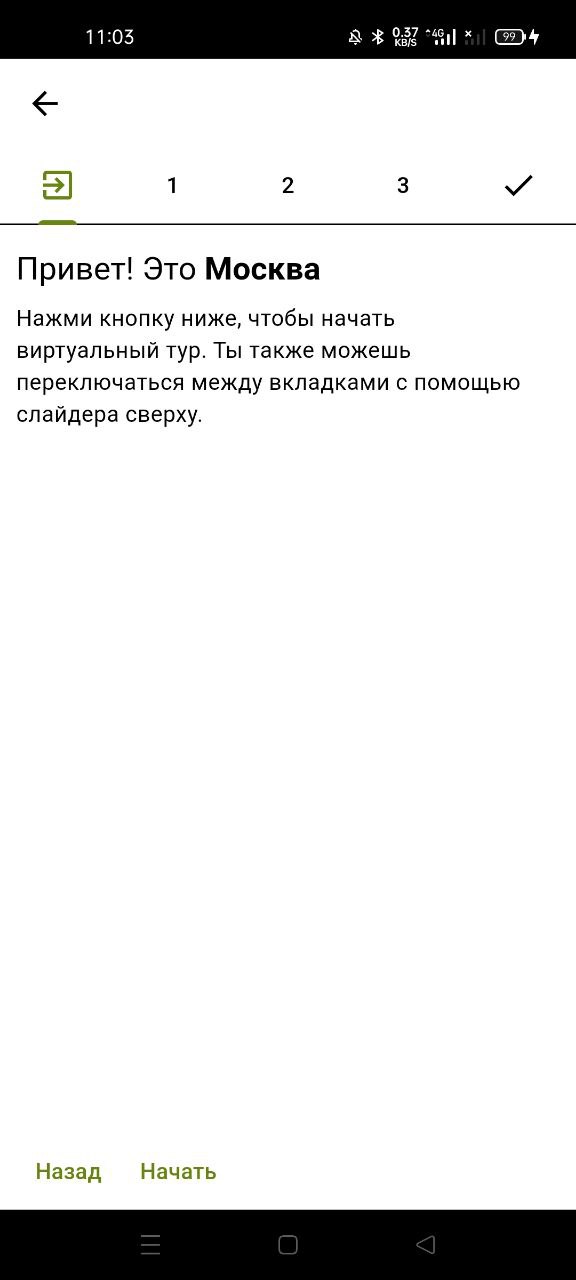 11:03
0.37
KB/S
4G
99
1
2
3
Привет! Это Москва
Нажми кнопку ниже, чтобы начать
виртуальный тур. Ты также можешь
переключаться между вкладками с помощью
слайдера сверху.
Назад
Начать